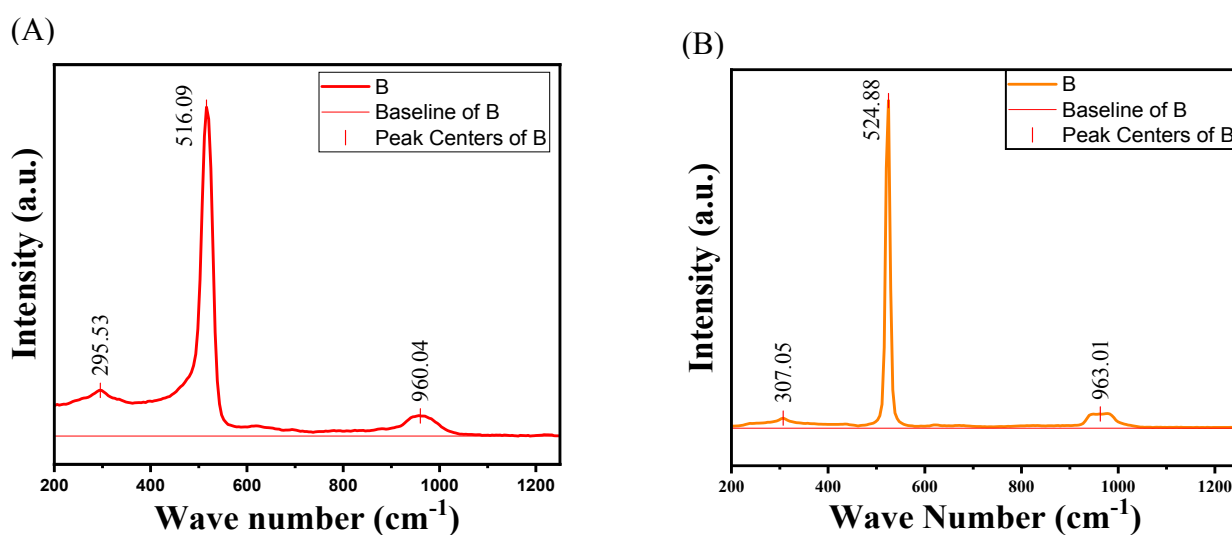 (A)
B
Baseline of B
Peak Centers of B
516.09
295.53
960.04
Intensity (a.u.)
200 400 600 800 1000 1200
Wave number (cm⁻¹)
(B)
B
Baseline of B
Peak Centers of B
524.88
307.05
963.01
Intensity (a.u.)
200 400 600 800 1000 1200
Wave Number (cm⁻¹)